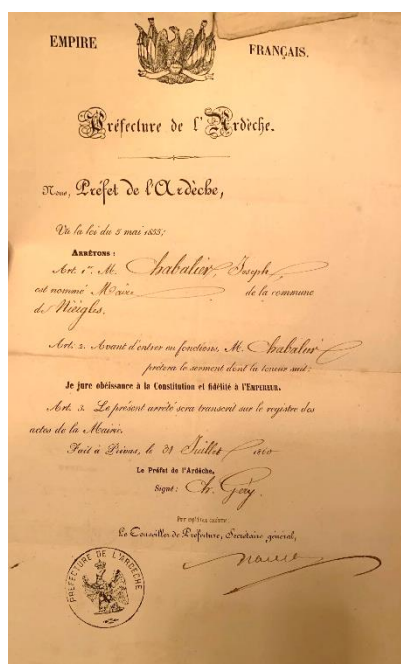 EMPIRE FRANÇAIS.
Préfecture de l'Ardèche.
Nous, Préfet de l'Ardèche,
Vu la loi du 5 mai 1855;
ARRÊTONS :
Art. 1er. M. Chabalier, Joseph,
est nommé Maire de la commune
de Nieigles.
Art. 2. Avant d'entrer en fonctions, M. Chabalier
prêtera le serment dont la teneur suit:
Je jure obéissance à la Constitution et fidélité à l'EMPEREUR.
Art. 3. Le présent arrêté sera transcrit sur le registre des
actes de la Mairie.
Fait à Privas, le 31 Juillet 1860
Le Préfet de l'Ardèche,
Signé: Ch. Géry.
Pour expédition conforme:
Le Conseiller de Préfecture, Secrétaire général,
PRÉFECTURE DE L'ARDÈCHE